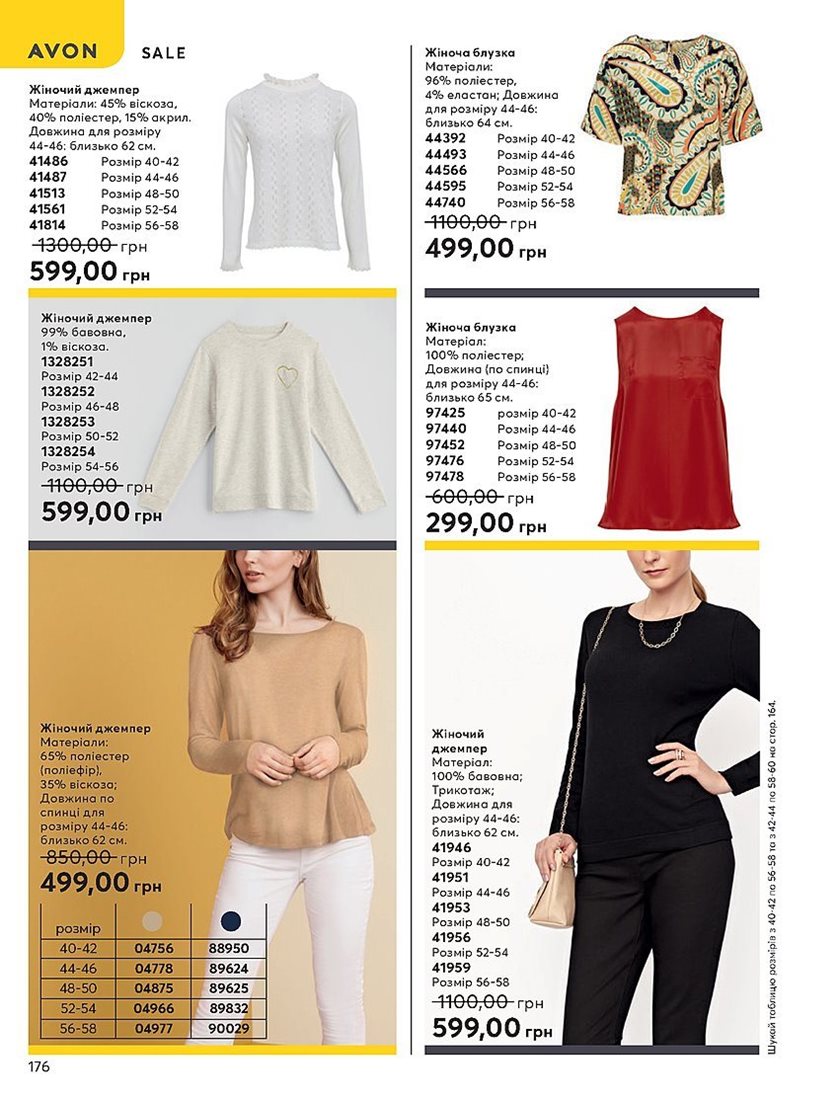 AVON
SALE
Жіночий джемпер
Матеріали: 45% віскоза,
40% поліестер, 15% акрил.
Довжина для розміру
44-46: близько 62 см.
41486 Розмір 40-42
41487 Розмір 44-46
41513 Розмір 48-50
41561 Розмір 52-54
41814 Розмір 56-58
1300,00 грн
599,00 грн
Жіночий джемпер
99% бавовна,
1% віскоза.
1328251
Розмір 42-44
1328252
Розмір 46-48
1328253
Розмір 50-52
1328254
Розмір 54-56
1100,00 грн
599,00 грн
Жіночий джемпер
Матеріали:
65% поліестер
(поліефір),
35% віскоза;
Довжина по
спинці для
розміру 44-46:
близько 62 см.
850,00 грн
499,00 грн
розмір
40-42 04756 88950
44-46 04778 89624
48-50 04875 89625
52-54 04966 89832
56-58 04977 90029
Жіноча блузка
Матеріали:
96% поліестер,
4% еластан; Довжина
для розміру 44-46:
близько 64 см.
44392 Розмір 40-42
44493 Розмір 44-46
44566 Розмір 48-50
44595 Розмір 52-54
44740 Розмір 56-58
1100,00 грн
499,00 грн
Жіноча блузка
Матеріал:
100% поліестер;
Довжина (по спинці)
для розміру 44-46:
близько 65 см.
97425 розмір 40-42
97440 Розмір 44-46
97452 Розмір 48-50
97476 Розмір 52-54
97478 Розмір 56-58
600,00 грн
299,00 грн
Жіночий
джемпер
Матеріал:
100% бавовна;
Трикотаж;
Довжина для
розміру 44-46:
близько 62 см.
41946
Розмір 40-42
41951
Розмір 44-46
41953
Розмір 48-50
41956
Розмір 52-54
41959
Розмір 56-58
1100,00 грн
599,00 грн
Шукай таблицю розмірів з 40-42 по 56-58 та з 42-44 по 58-60 на стор. 164.
176